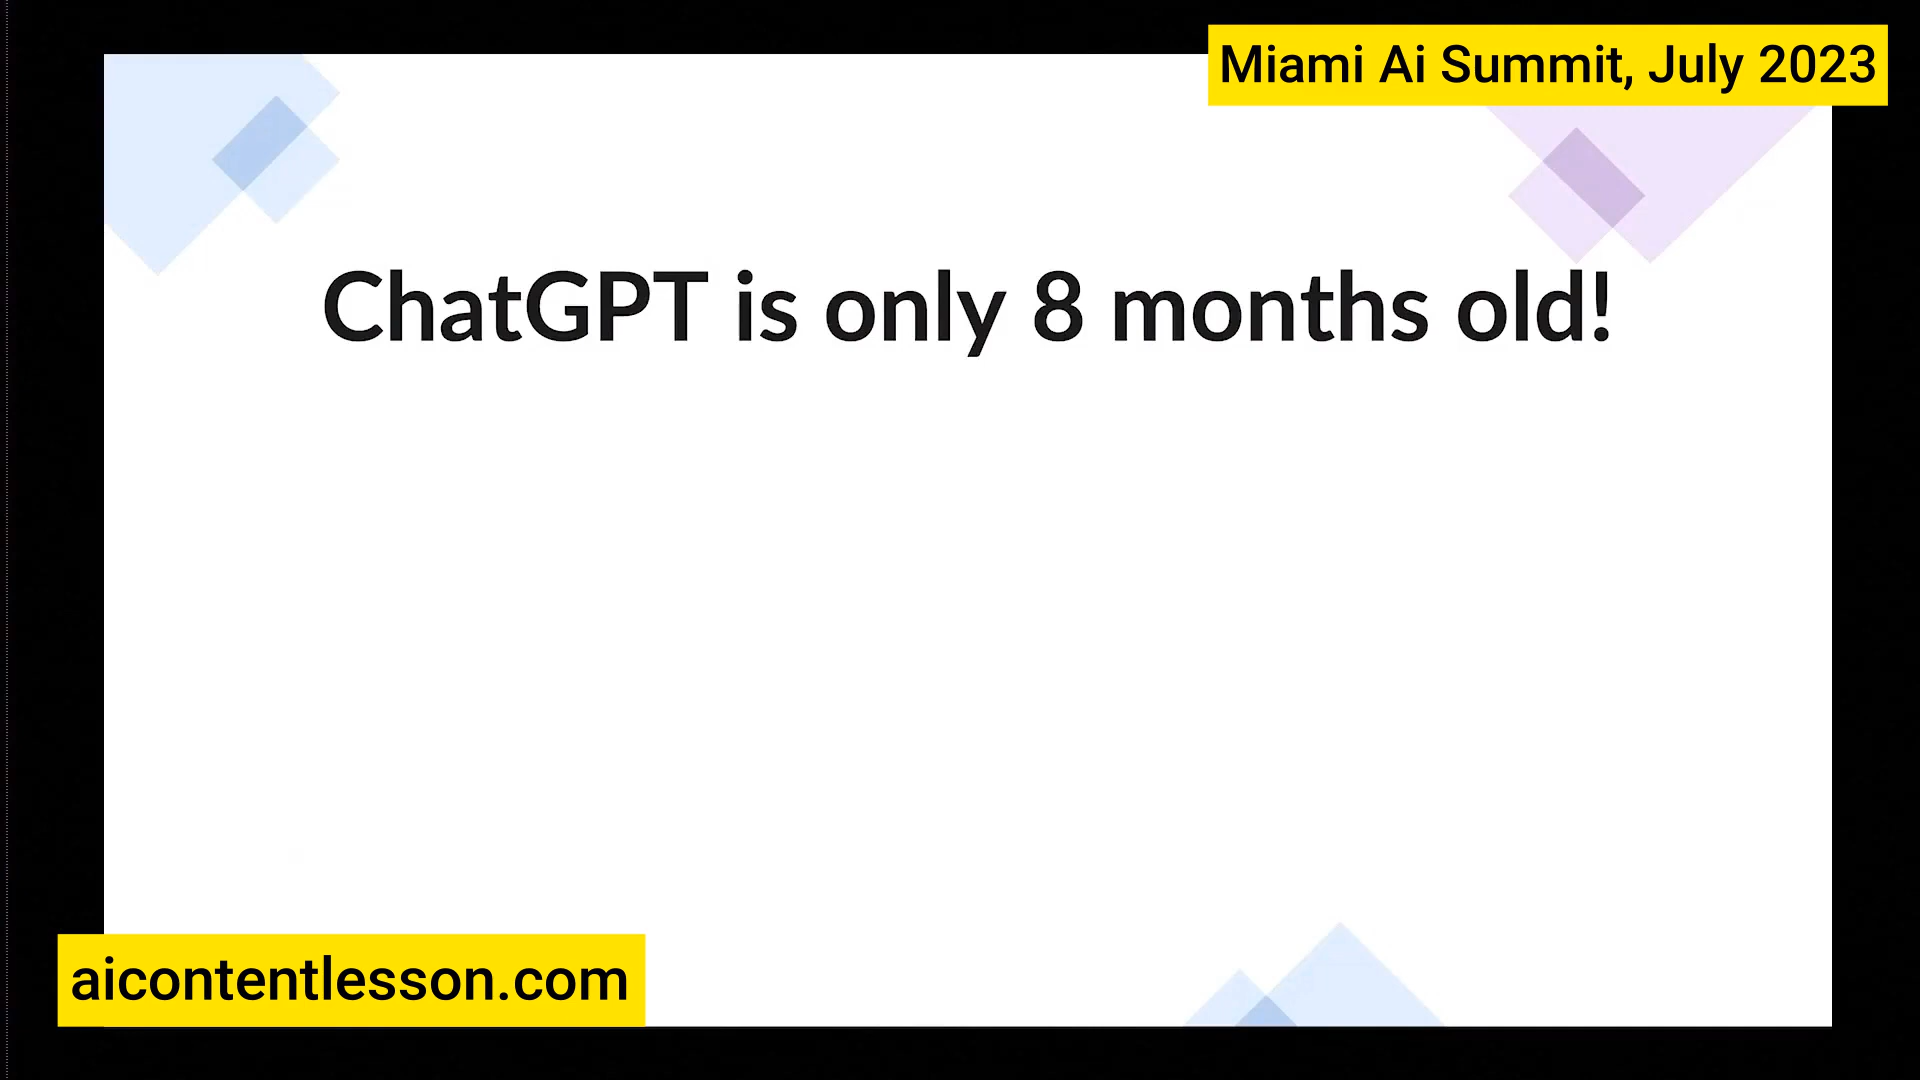 Miami Ai Summit, July 2023
ChatGPT is only 8 months old!
aicontentlesson.com